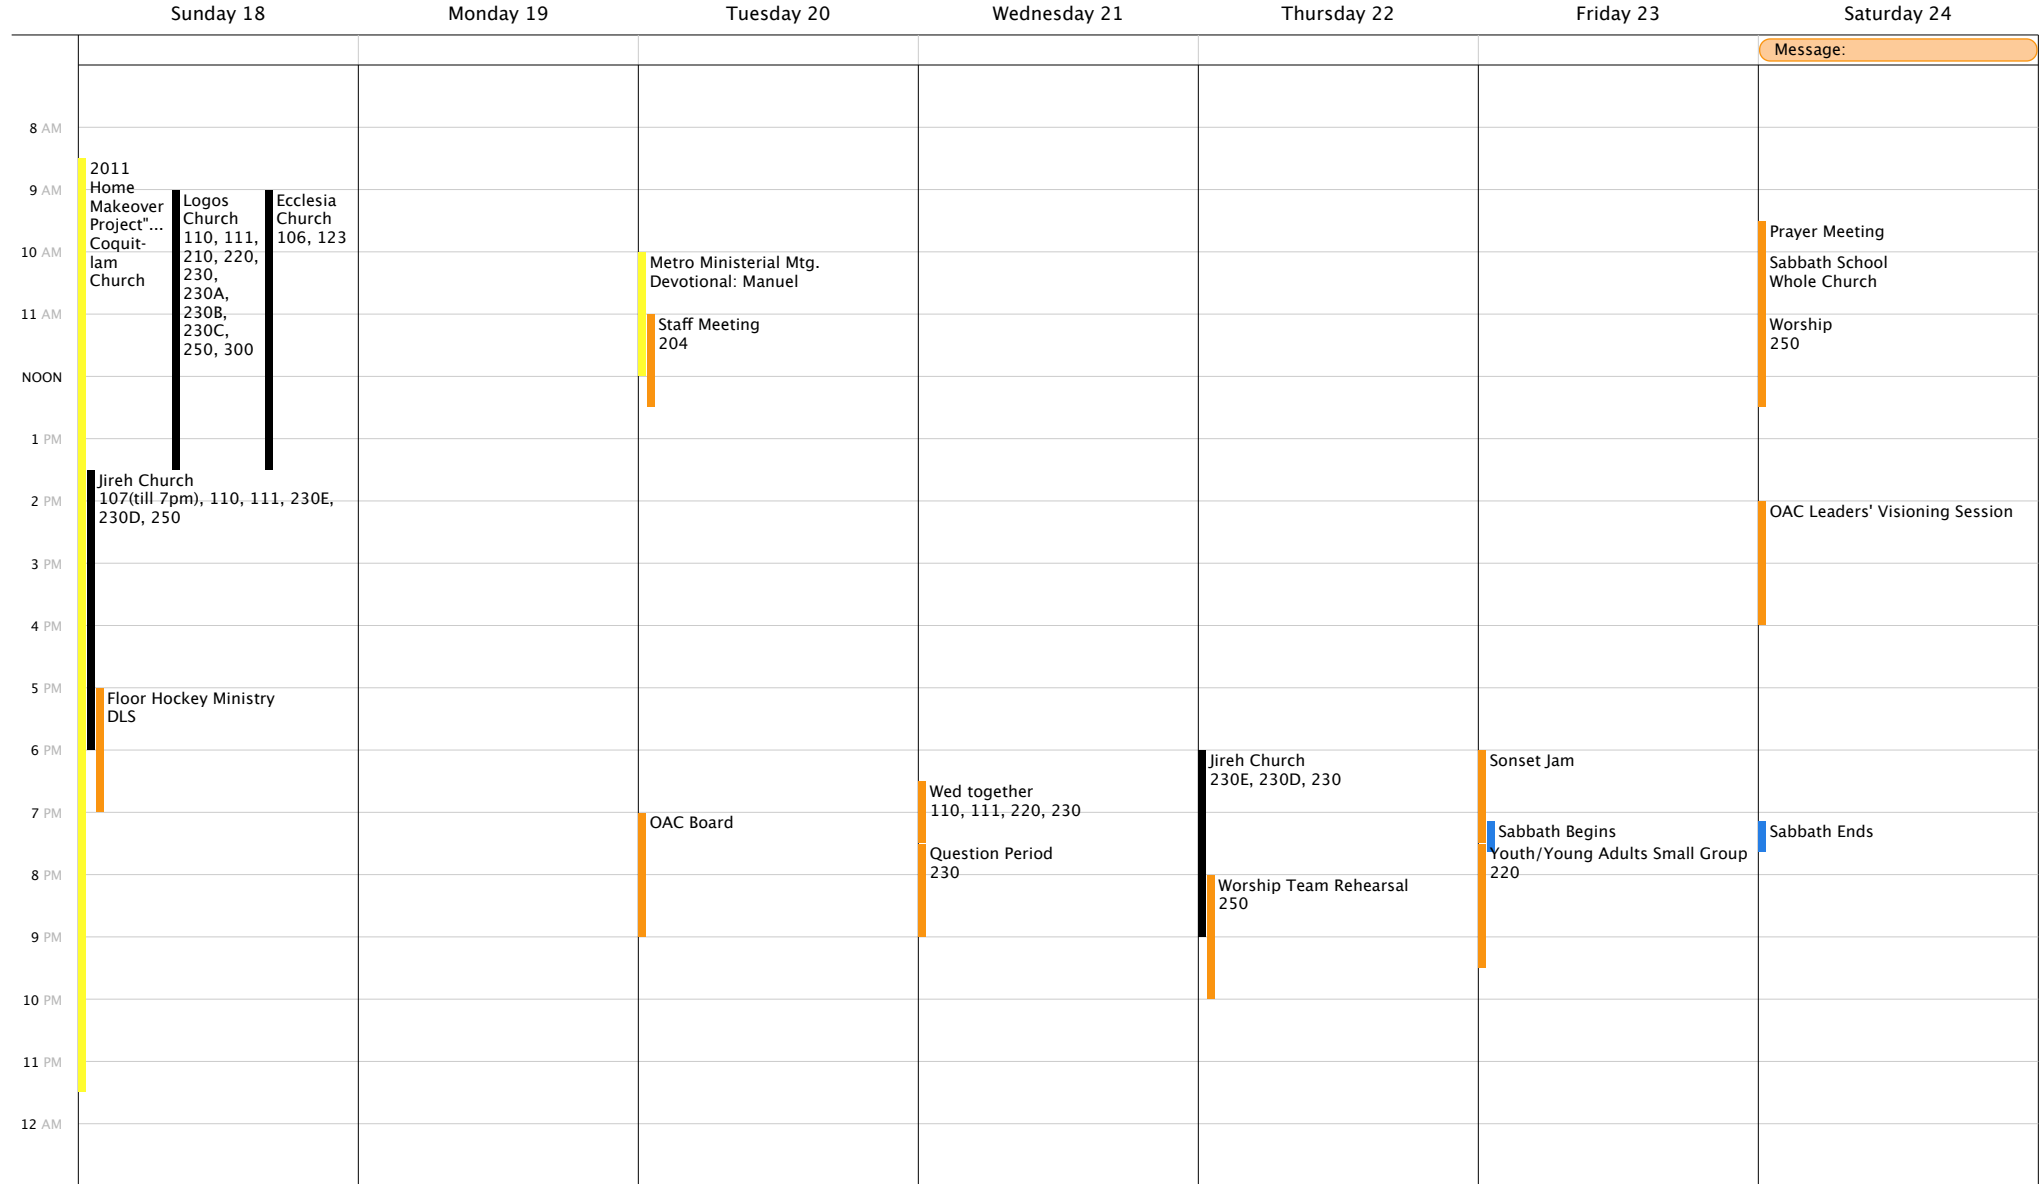 Sunday 18
Monday 19
Tuesday 20
Wednesday 21
Thursday 22
Friday 23
Saturday 24
Message:
8 AM
9 AM
10 AM
11 AM
NOON
1 PM
2 PM
3 PM
4 PM
5 PM
6 PM
7 PM
8 PM
9 PM
10 PM
11 PM
12 AM
2011
Home
Makeover
Project"...
Coquit-
lam
Church
Logos
Church
110, 111,
210, 220,
230,
230A,
230B,
230C,
250, 300
Ecclesia
Church
106, 123
Jireh Church
107(till 7pm), 110, 111, 230E,
230D, 250
Floor Hockey Ministry
DLS
Metro Ministerial Mtg.
Devotional: Manuel
Staff Meeting
204
OAC Board
Wed together
110, 111, 220, 230
Question Period
230
Jireh Church
230E, 230D, 230
Worship Team Rehearsal
250
Sonset Jam
Sabbath Begins
Youth/Young Adults Small Group
220
Prayer Meeting
Sabbath School
Whole Church
Worship
250
OAC Leaders' Visioning Session
Sabbath Ends